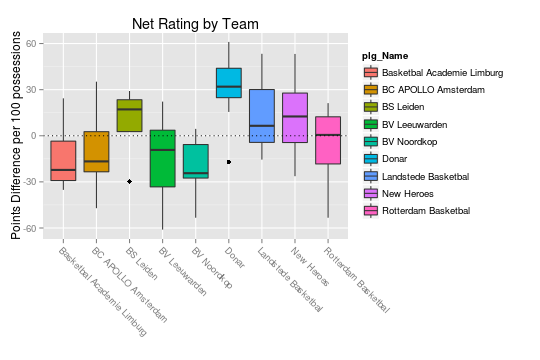 Net Rating by Team
Points Difference per 100 possessions
60
30
0
-30
-60
Basketbal Academie Limburg
BC APOLLO Amsterdam
BS Leiden
BV Leeuwarden
BV Noordkop
Donar
Landstede Basketbal
New Heroes
Rotterdam Basketbal
plg_Name
Basketbal Academie Limburg
BC APOLLO Amsterdam
BS Leiden
BV Leeuwarden
BV Noordkop
Donar
Landstede Basketbal
New Heroes
Rotterdam Basketbal